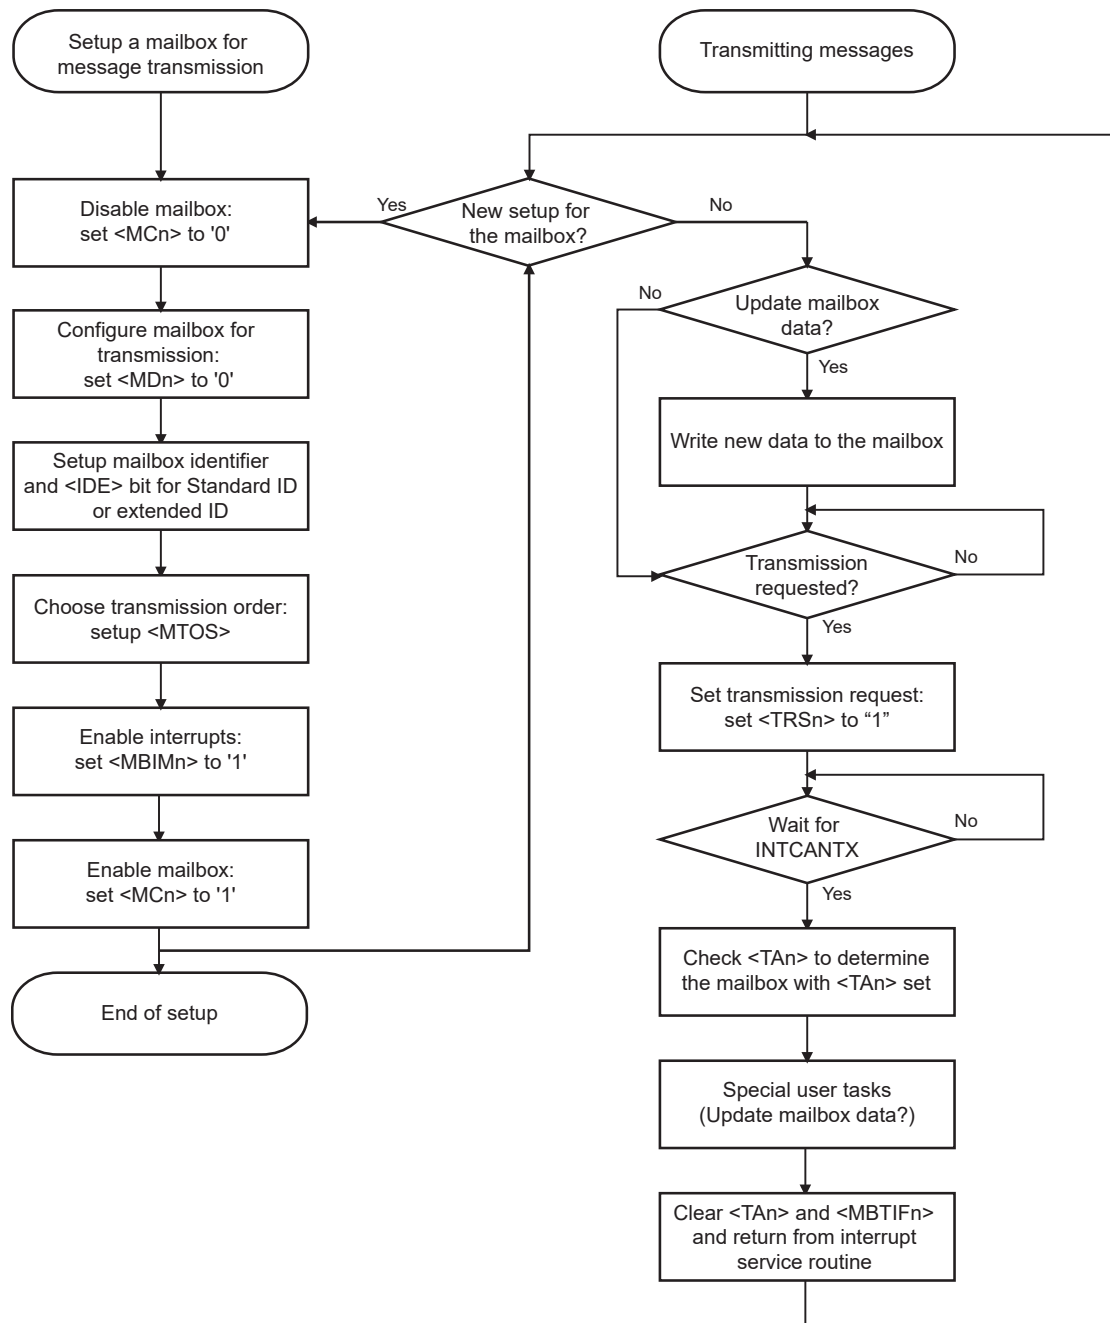 Setup a mailbox for
message transmission
Disable mailbox:
set <MCn> to '0'
Configure mailbox for
transmission:
set <MDn> to '0'
Setup mailbox identifier
and <IDE> bit for Standard ID
or extended ID
Choose transmission order:
setup <MTOS>
Enable interrupts:
set <MBIMn> to '1'
Enable mailbox:
set <MCn> to '1'
End of setup
Transmitting messages
Yes
New setup for
the mailbox?
No
No
Update mailbox
data?
Yes
Write new data to the mailbox
Transmission
requested?
No
Yes
Set transmission request:
set <TRSn> to “1”
Wait for
INTCANTX
No
Yes
Check <TAn> to determine
the mailbox with <TAn> set
Special user tasks
(Update mailbox data?)
Clear <TAn> and <MBTIFn>
and return from interrupt
service routine